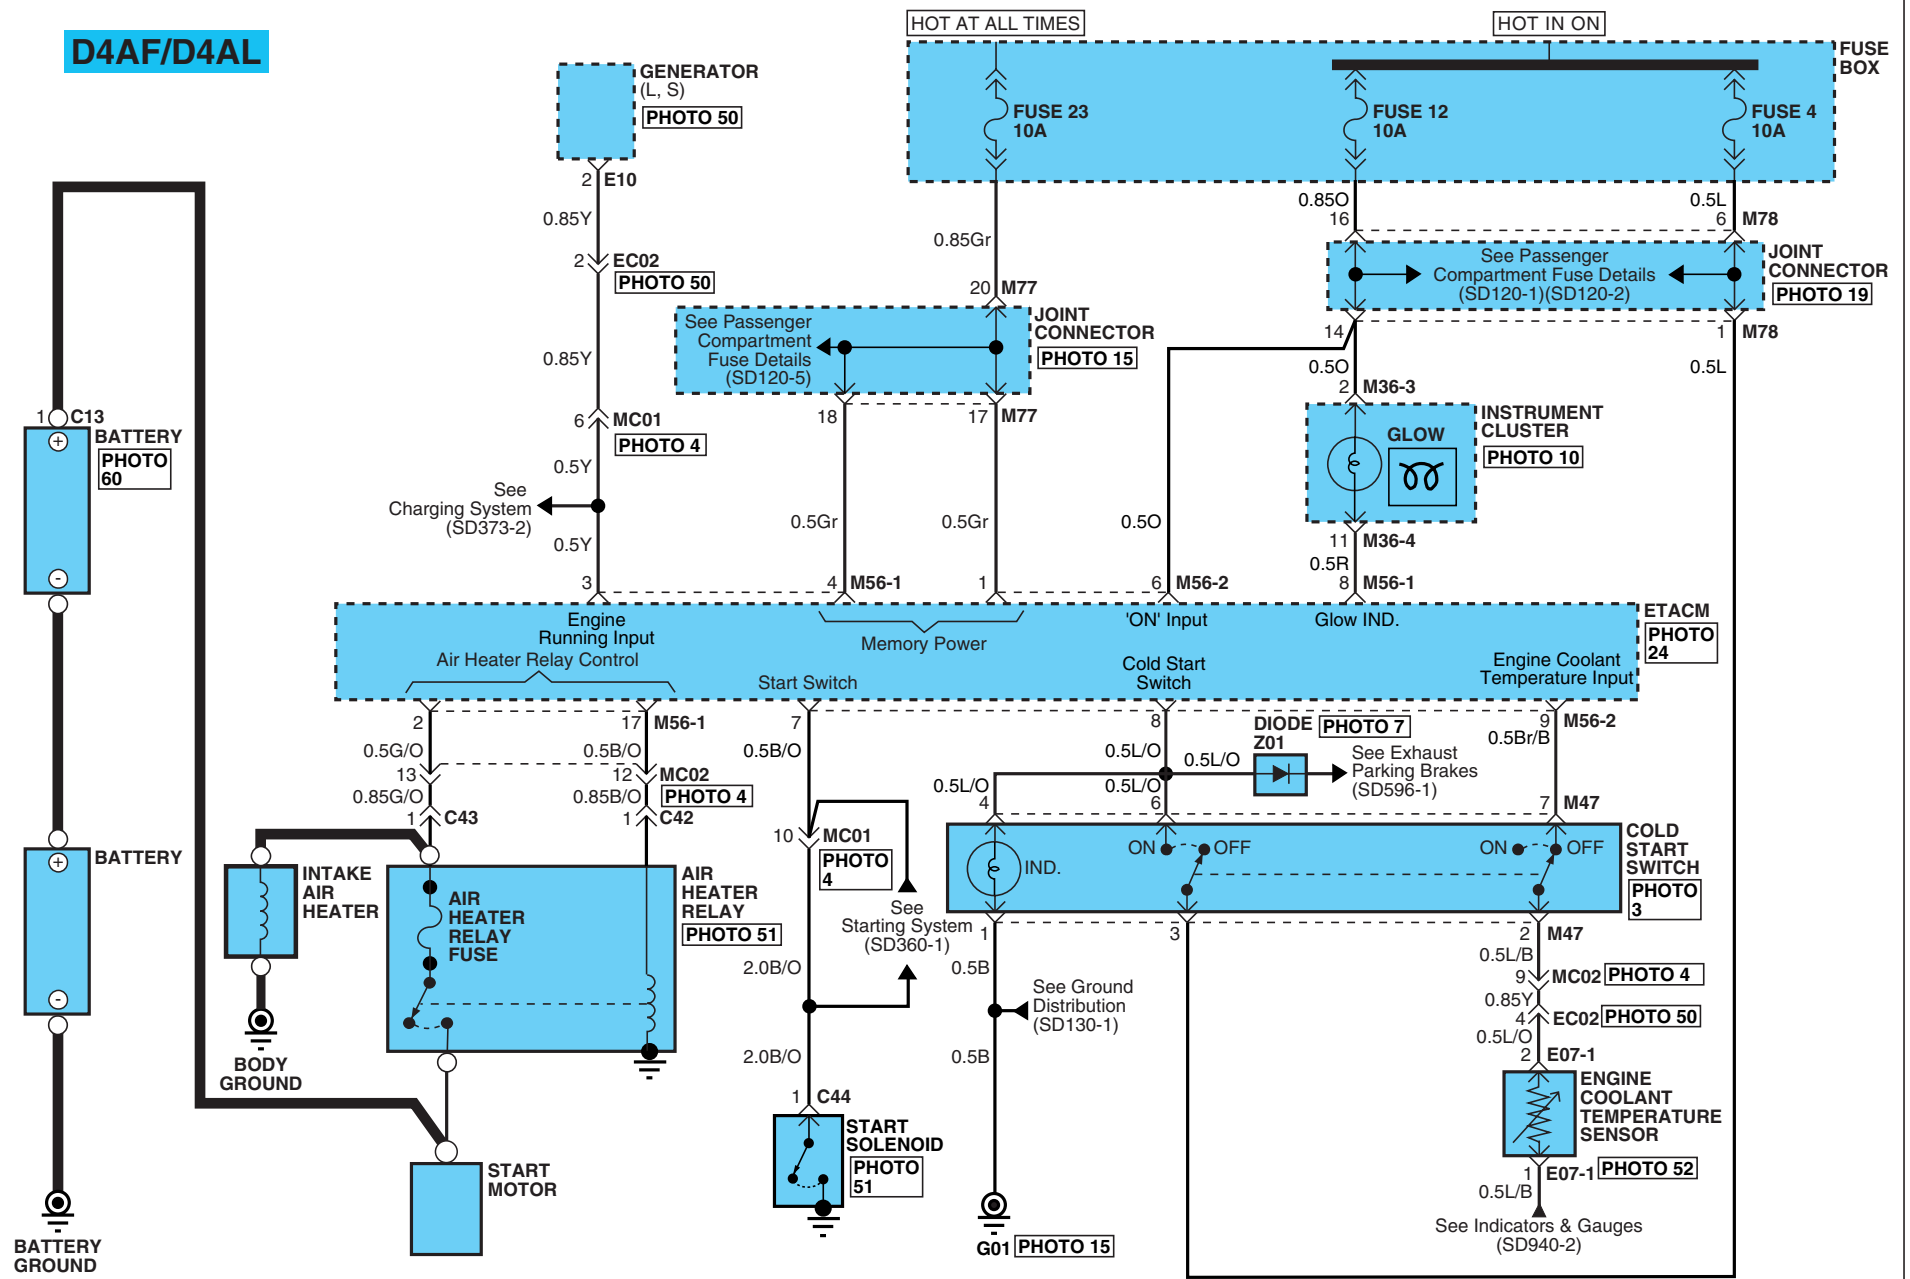 D4AF/D4AL
HOT AT ALL TIMES
HOT IN ON
FUSE
BOX
FUSE 23
10A
FUSE 12
10A
FUSE 4
10A
GENERATOR
(L, S)
PHOTO 50
2 E10
0.85Y
2 EC02
PHOTO 50
0.85Y
6 MC01
PHOTO 4
0.5Y
See
Charging System
(SD373-2)
0.5Y
3
0.85Gr
20 M77
See Passenger
Compartment
Fuse Details
(SD120-5)
JOINT
CONNECTOR
PHOTO 15
18
17 M77
0.5Gr
0.5Gr
4 M56-1
1
0.85O
16
0.5L
6 M78
See Passenger
Compartment Fuse Details
(SD120-1)(SD120-2)
JOINT
CONNECTOR
PHOTO 19
14
1 M78
0.5O
0.5L
2 M36-3
GLOW
INSTRUMENT
CLUSTER
PHOTO 10
0.5O
11 M36-4
0.5R
6 M56-2
8 M56-1
1 C13
+
BATTERY
PHOTO
60
-
+
BATTERY
-
BATTERY
GROUND
Engine
Running Input
Memory Power
'ON' Input
Glow IND.
Air Heater Relay Control
Start Switch
Cold Start
Switch
Engine Coolant
Temperature Input
ETACM
PHOTO
24
2
17 M56-1
7
8
9 M56-2
0.5G/O
0.5B/O
0.5B/O
0.5L/O
0.5Br/B
13
12 MC02
PHOTO 4
0.85G/O
0.85B/O
1 C43
1 C42
DIODE
Z01
PHOTO 7
0.5L/O
See Exhaust
Parking Brakes
(SD596-1)
0.5L/O
0.5L/O
4
6
7 M47
INTAKE
AIR
HEATER
BODY
GROUND
AIR
HEATER
RELAY
FUSE
AIR
HEATER
RELAY
PHOTO 51
START
MOTOR
10 MC01
PHOTO
4
See
Starting System
(SD360-1)
2.0B/O
2.0B/O
1 C44
START
SOLENOID
PHOTO
51
IND.
ON
OFF
ON
OFF
COLD
START
SWITCH
PHOTO
3
1
3
2 M47
0.5B
See Ground
Distribution
(SD130-1)
0.5B
G01 PHOTO 15
0.5L/B
9 MC02 PHOTO 4
0.85Y
4 EC02 PHOTO 50
0.5L/O
2 E07-1
ENGINE
COOLANT
TEMPERATURE
SENSOR
1 E07-1 PHOTO 52
0.5L/B
See Indicators & Gauges
(SD940-2)